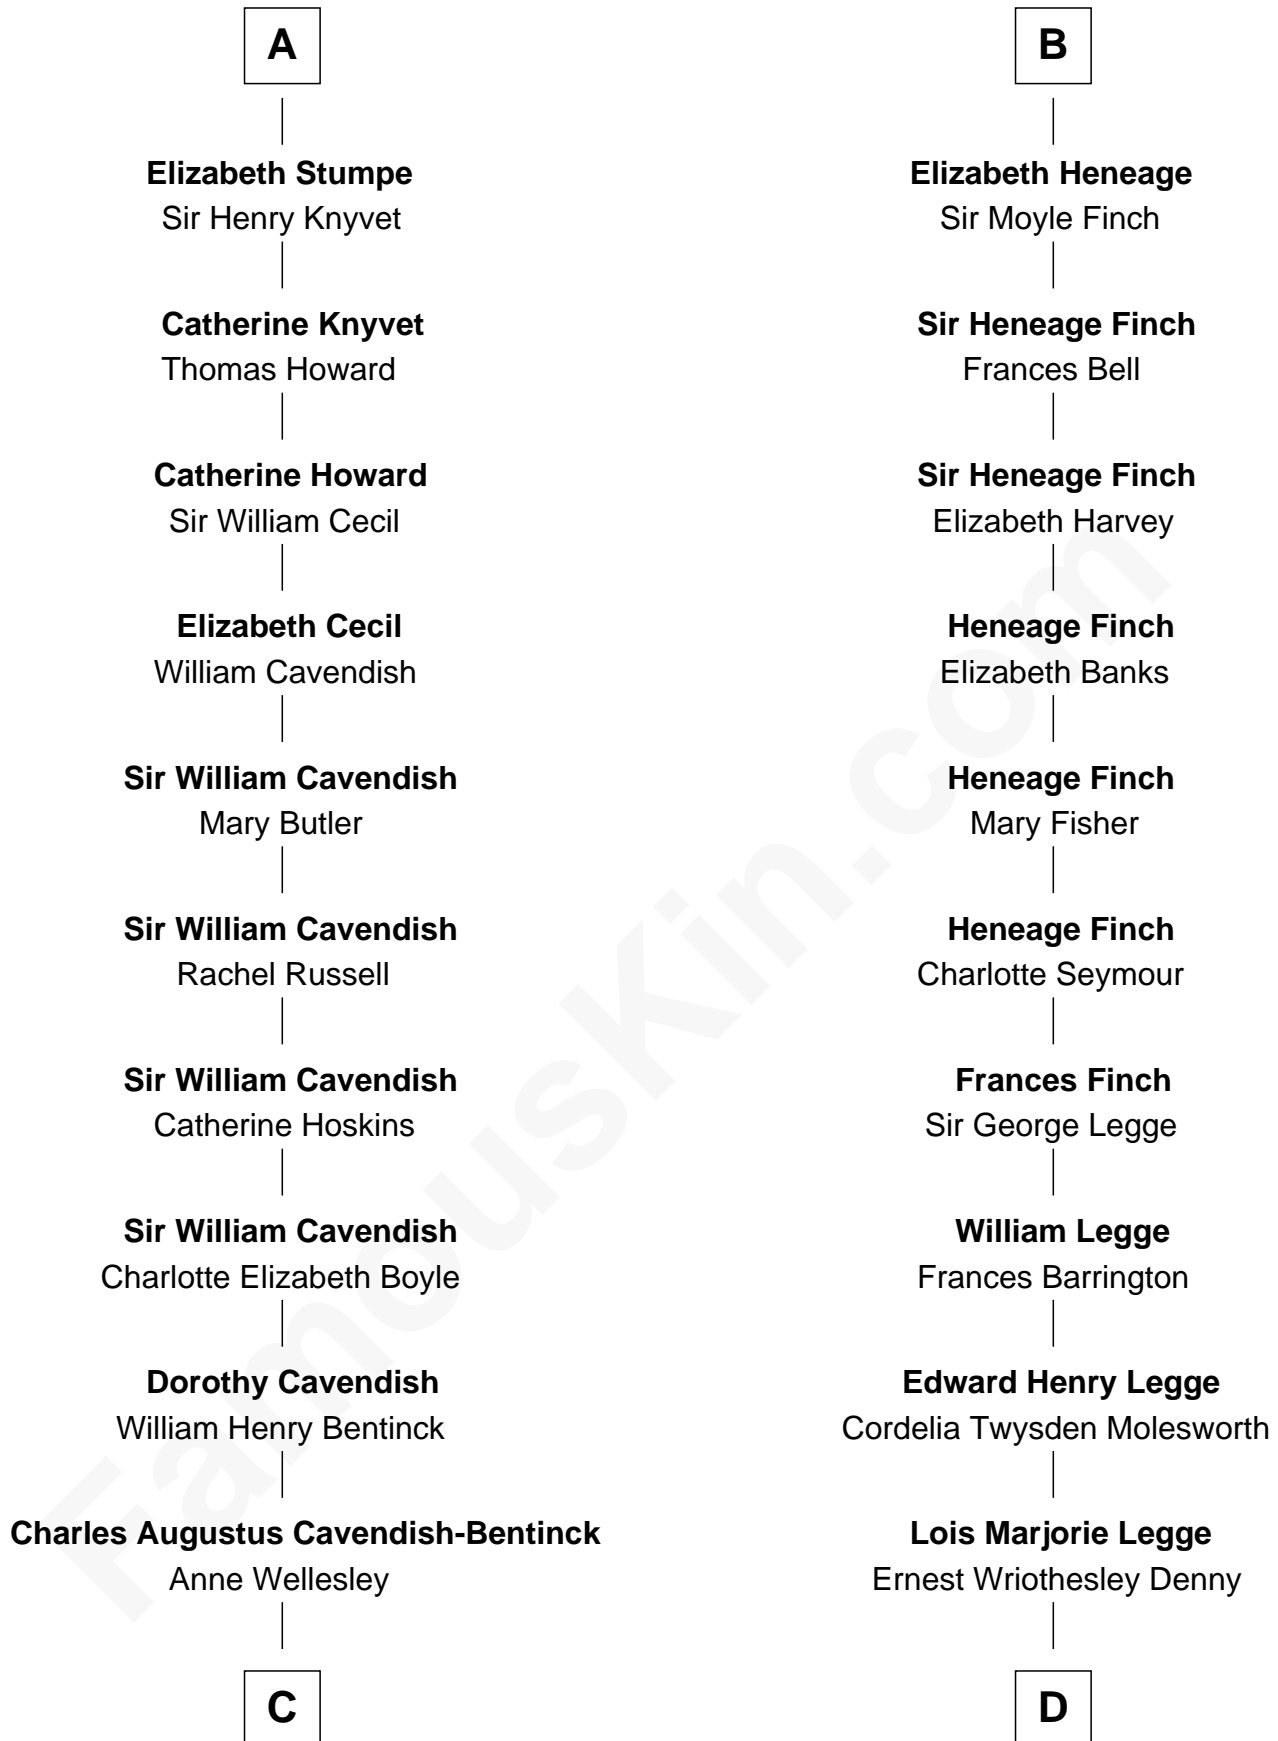 A
Elizabeth Stumpe
Sir Henry Knyvet
Catherine Knyvet
Thomas Howard
Catherine Howard
Sir William Cecil
Elizabeth Cecil
William Cavendish
Sir William Cavendish
Mary Butler
Sir William Cavendish
Rachel Russell
Sir William Cavendish
Catherine Hoskins
Sir William Cavendish
Charlotte Elizabeth Boyle
Dorothy Cavendish
William Henry Bentinck
Charles Augustus Cavendish-Bentinck
Anne Wellesley
C
B
Elizabeth Heneage
Sir Moyle Finch
Sir Heneage Finch
Frances Bell
Sir Heneage Finch
Elizabeth Harvey
Heneage Finch
Elizabeth Banks
Heneage Finch
Mary Fisher
Heneage Finch
Charlotte Seymour
Frances Finch
Sir George Legge
William Legge
Frances Barrington
Edward Henry Legge
Cordelia Twysden Molesworth
Lois Marjorie Legge
Ernest Wriothesley Denny
D
FamousKin.com